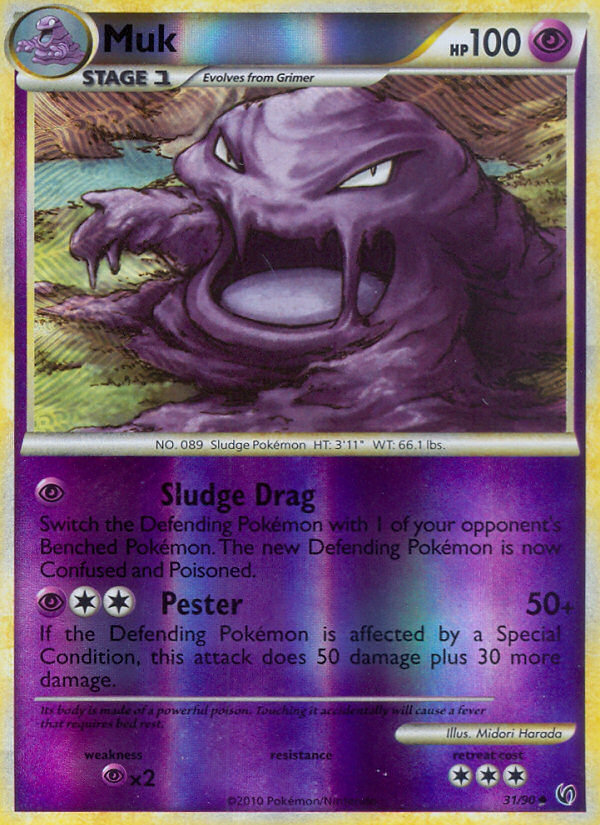 Muk
HP100
STAGE 1
Evolves from Grimer
NO. 089 Sludge Pokémon HT: 3'11" WT: 66.1 lbs.
Sludge Drag
Switch the Defending Pokémon with 1 of your opponent's
Benched Pokémon. The new Defending Pokémon is now
Confused and Poisoned.
Pester 50+
If the Defending Pokémon is affected by a Special
Condition, this attack does 50 damage plus 30 more
damage.
Its body is made of a powerful poison. Touching it accidentally will cause a fever
that requires bed rest.
Illus. Midori Harada
weakness resistance retreat cost
x2
©2010 Pokémon/Nintendo 31/90